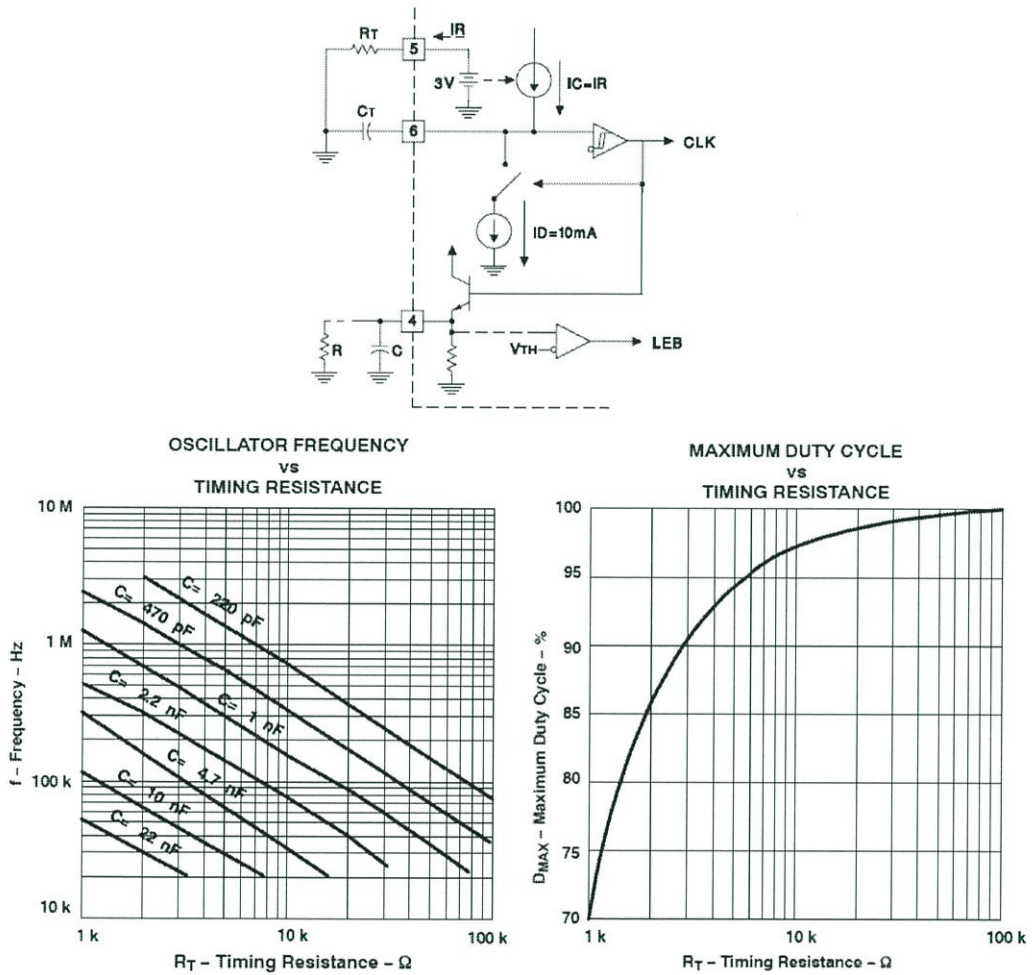 RT
5
IR
3V
IC=IR
CT
6
CLK
ID=10mA
4
R
C
VTH
LEB
OSCILLATOR FREQUENCY
vs
TIMING RESISTANCE
10 M
1 M
100 k
10 k
f – Frequency – Hz
C= 220 pF
C= 470 pF
C= 1 nF
C= 2.2 nF
C= 4.7 nF
C= 10 nF
C= 22 nF
1 k
10 k
100 k
RT – Timing Resistance – Ω
MAXIMUM DUTY CYCLE
vs
TIMING RESISTANCE
100
95
90
85
80
75
70
DMAX – Maximum Duty Cycle – %
1 k
10 k
100 k
RT – Timing Resistance – Ω